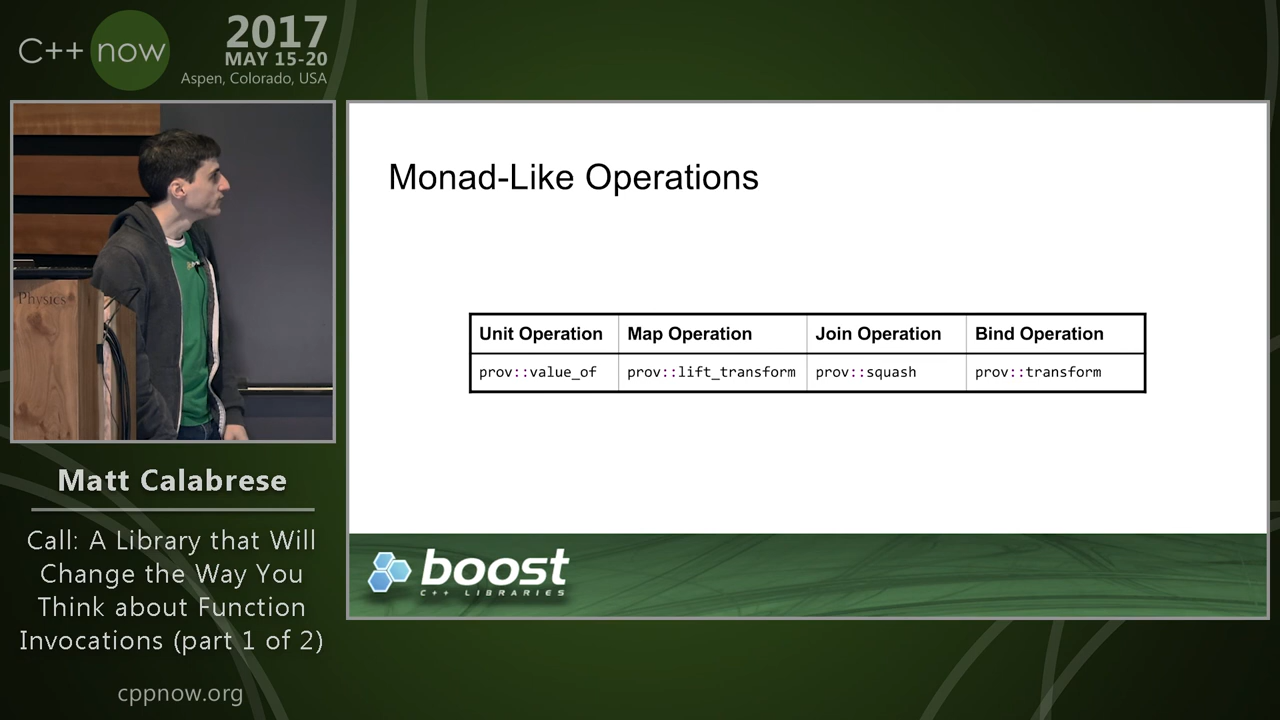 C++ now
2017
MAY 15-20
Aspen, Colorado, USA
Physics
Matt Calabrese
Call: A Library that Will
Change the Way You
Think about Function
Invocations (part 1 of 2)
cppnow.org
Monad-Like Operations
Unit Operation Map Operation Join Operation Bind Operation
prov::value_of prov::lift_transform prov::squash prov::transform
boost
C++ LIBRARIES